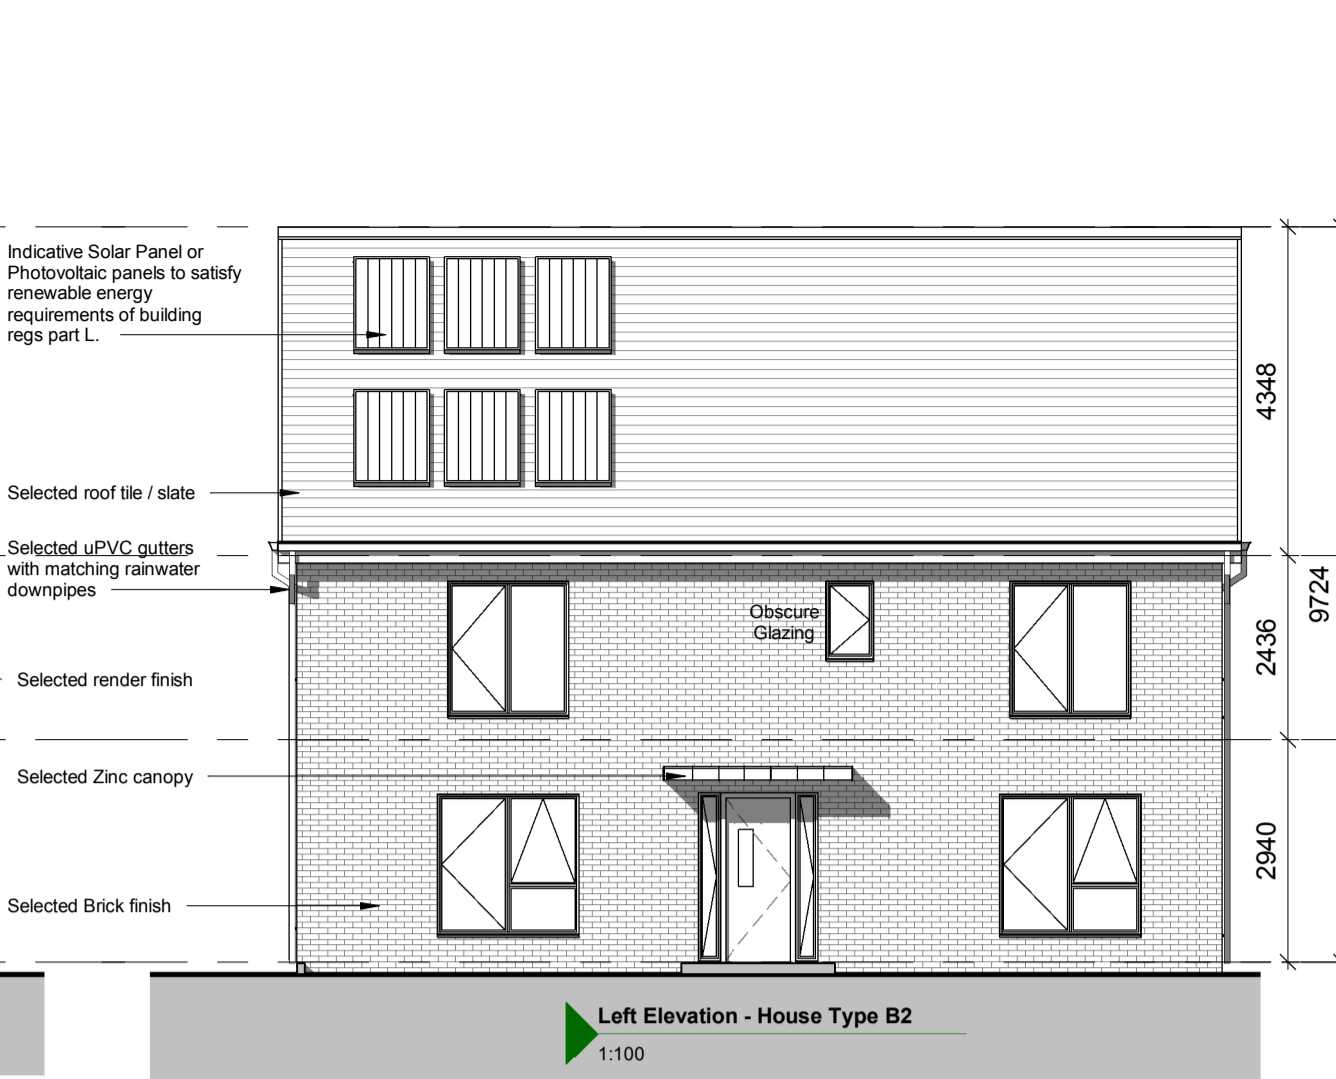 Indicative Solar Panel or
Photovoltaic panels to satisfy
renewable energy
requirements of building
regs part L.
Selected roof tile / slate
Selected uPVC gutters
with matching rainwater
downpipes
Selected render finish
Selected Zinc canopy
Selected Brick finish
Obscure
Glazing
4348
2436
2940
9724
Left Elevation - House Type B2
1:100